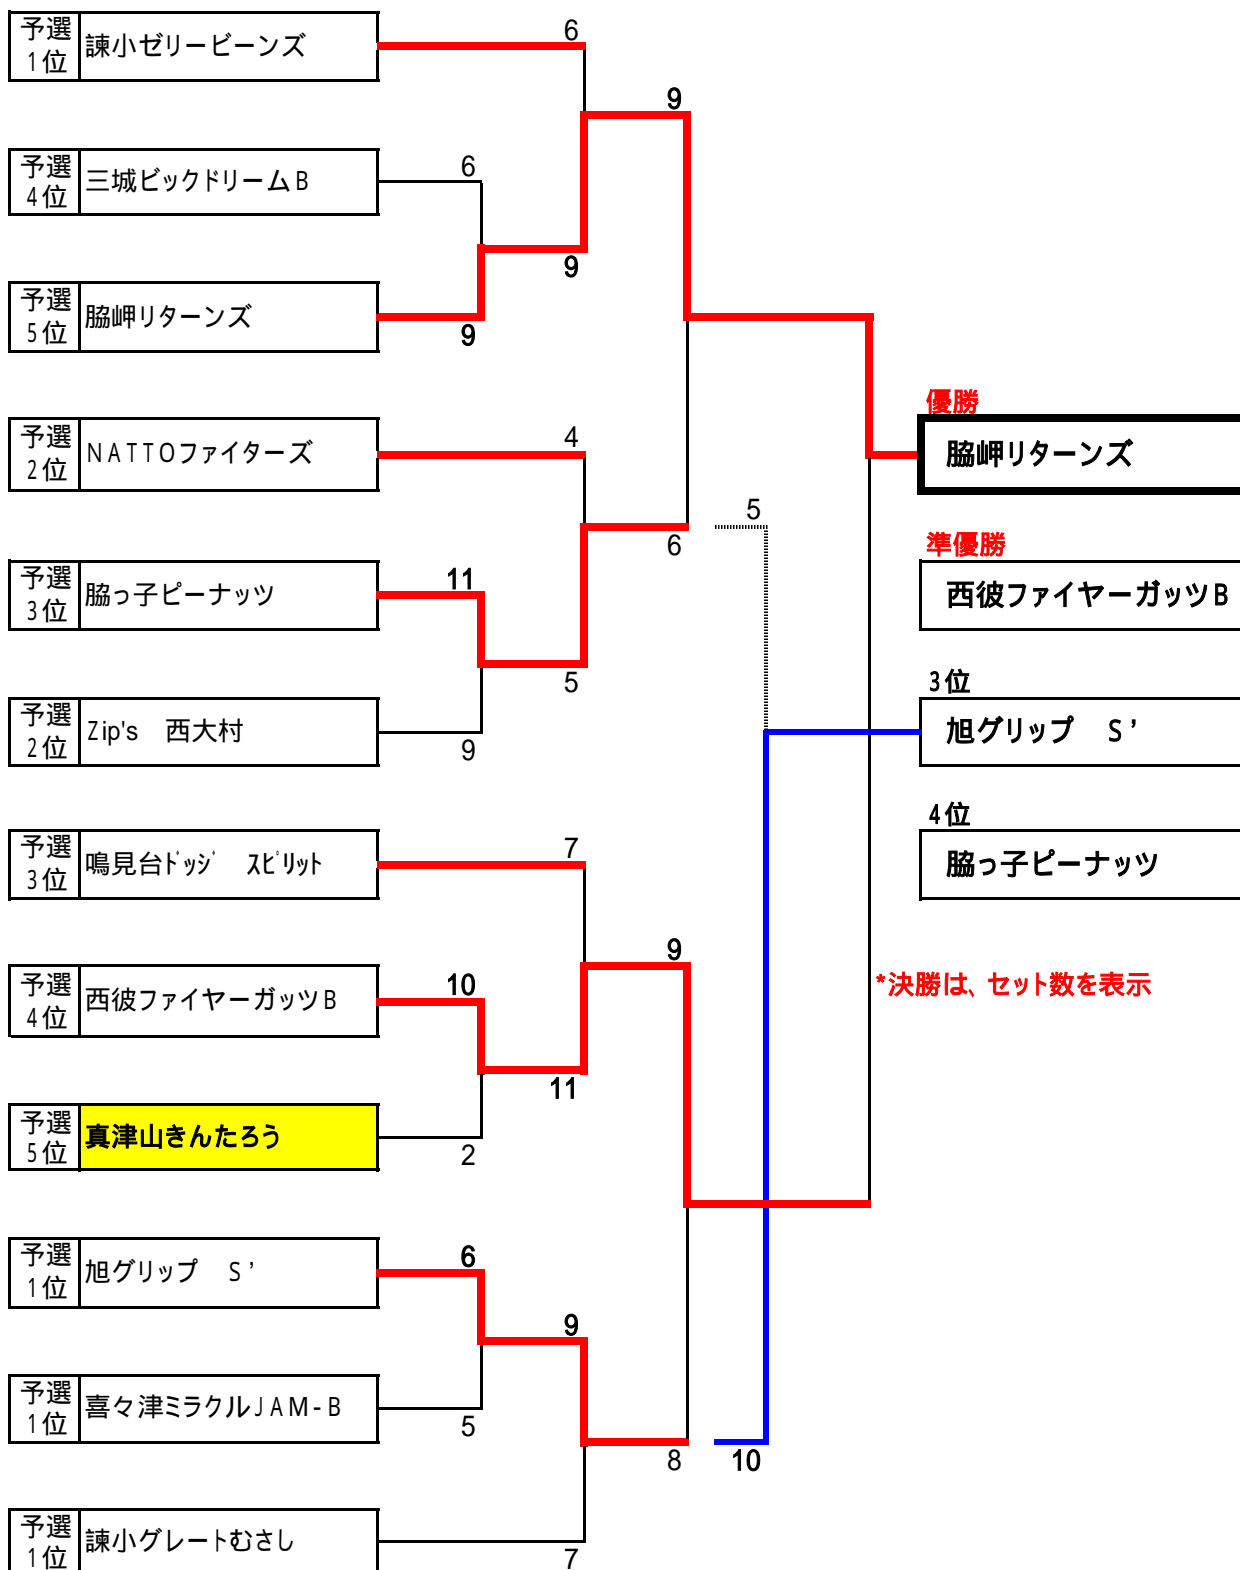 予選
1位
諫小ゼリービーンズ
6
9
予選
4位
三城ビックドリームB
6
9
予選
5位
脇岬リターンズ
9
優勝
脇岬リターンズ
予選
2位
NATTOファイターズ
4
5
6
準優勝
西彼ファイヤーガッツB
予選
3位
脇っ子ピーナッツ
11
5
3位
旭グリップ　S’
予選
2位
Zip's　西大村
9
4位
脇っ子ピーナッツ
予選
3位
鳴見台ﾄﾞｯｼﾞ　ｽﾋﾟﾘｯﾄ
7
9
*決勝は、セット数を表示
予選
4位
西彼ファイヤーガッツB
10
11
予選
5位
真津山きんたろう
2
予選
1位
旭グリップ　S’
6
9
予選
1位
喜々津ミラクルJAM-B
5
8
10
予選
1位
諫小グレートむさし
7